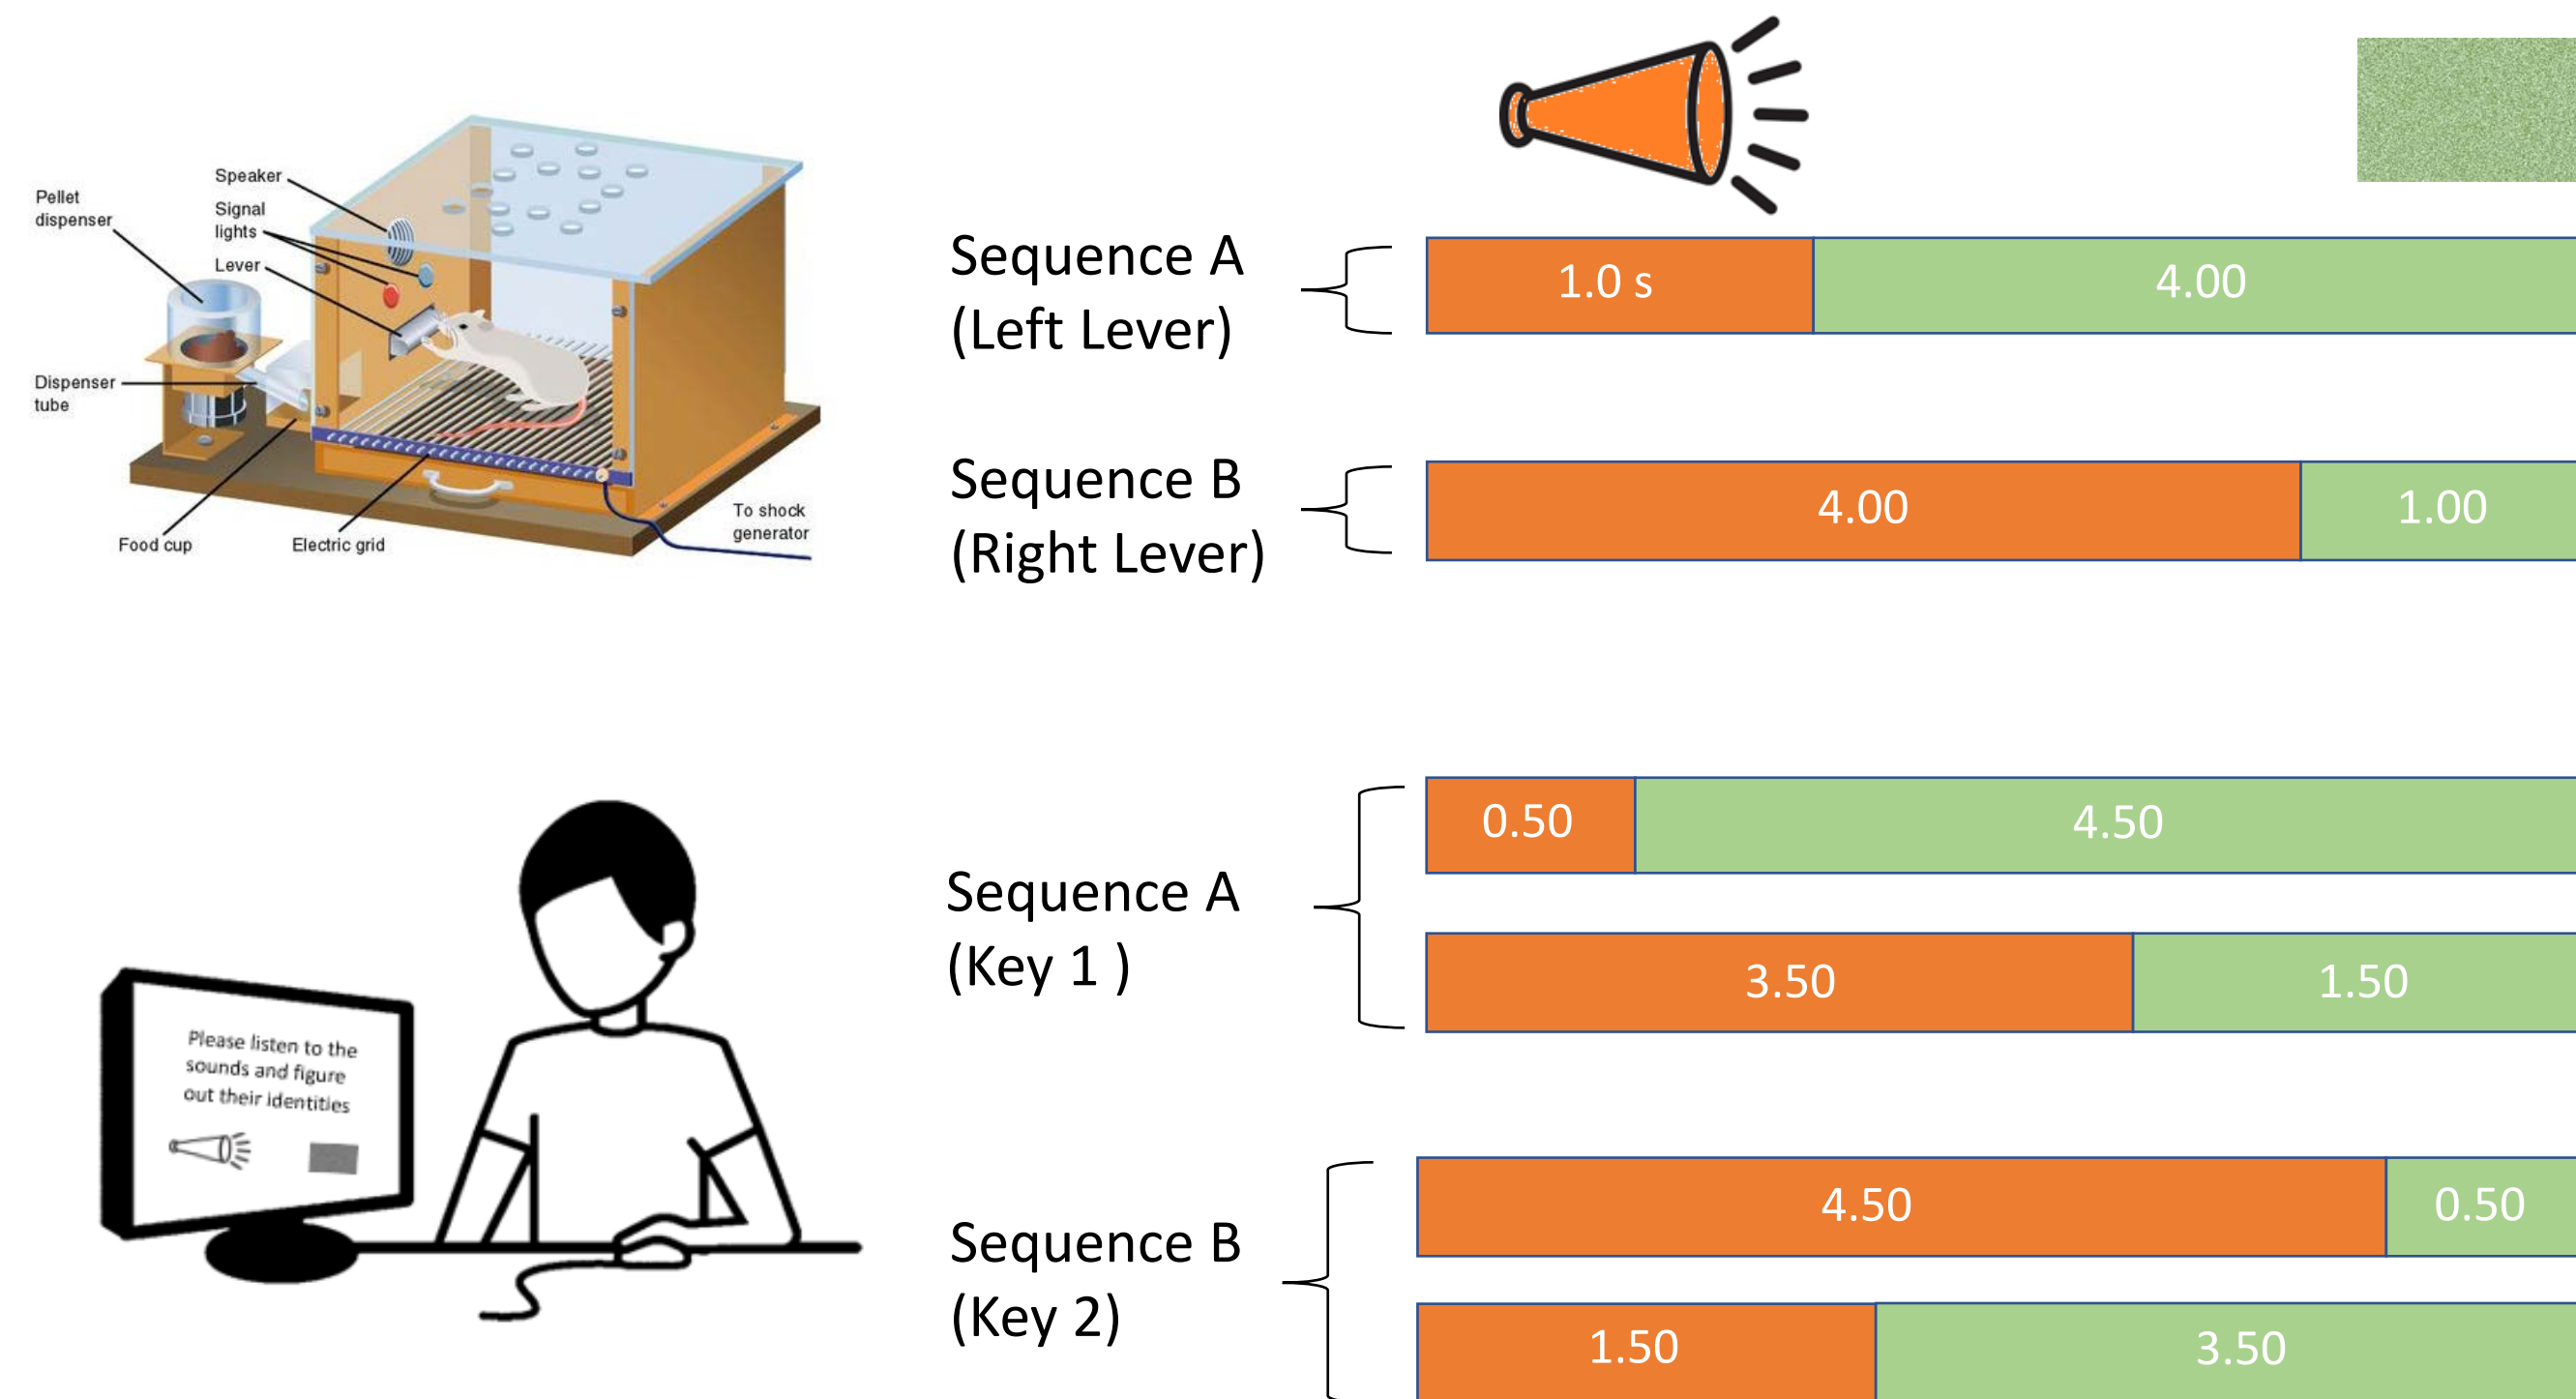 Speaker
Pellet
dispenser
Signal
lights
Lever
Dispenser
tube
Food cup
Electric grid
To shock
generator
Sequence A
(Left Lever)
1.0 s
4.00
Sequence B
(Right Lever)
4.00
1.00
Sequence A
(Key 1 )
0.50
4.50
3.50
1.50
Please listen to the
sounds and figure
out their identities
Sequence B
(Key 2)
4.50
0.50
1.50
3.50